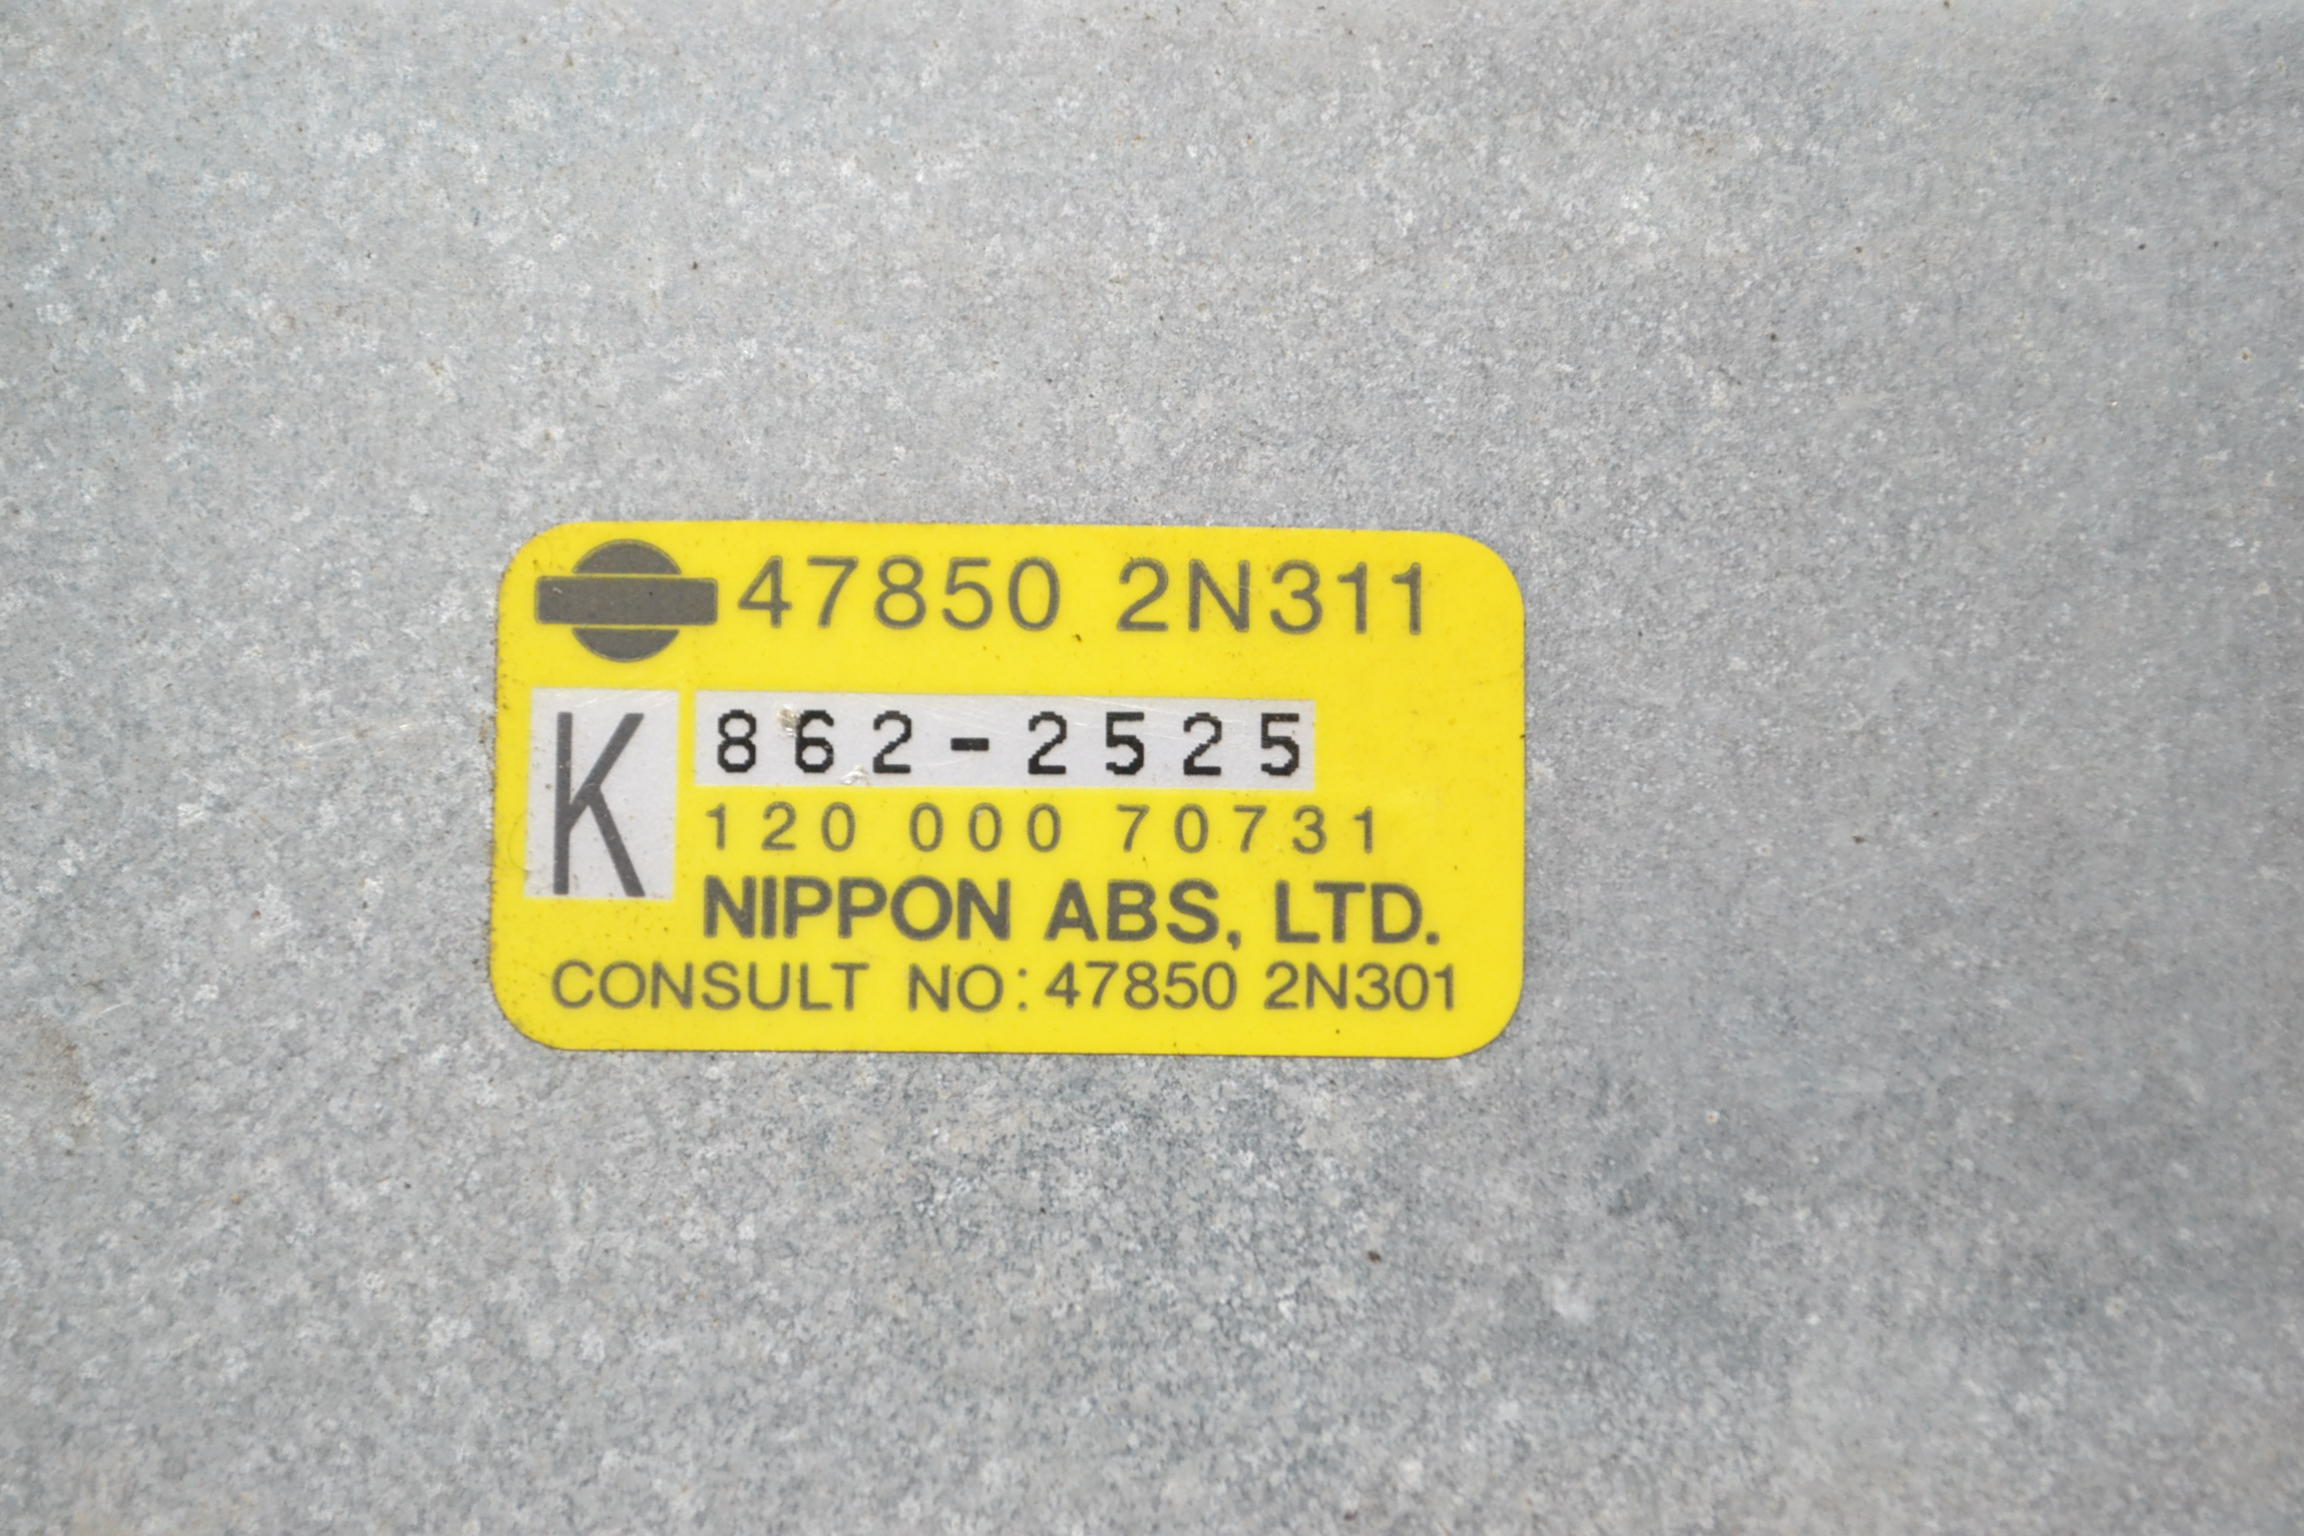 47850 2N311
K 862-2525
120 000 70731
NIPPON ABS, LTD.
CONSULT NO: 47850 2N301